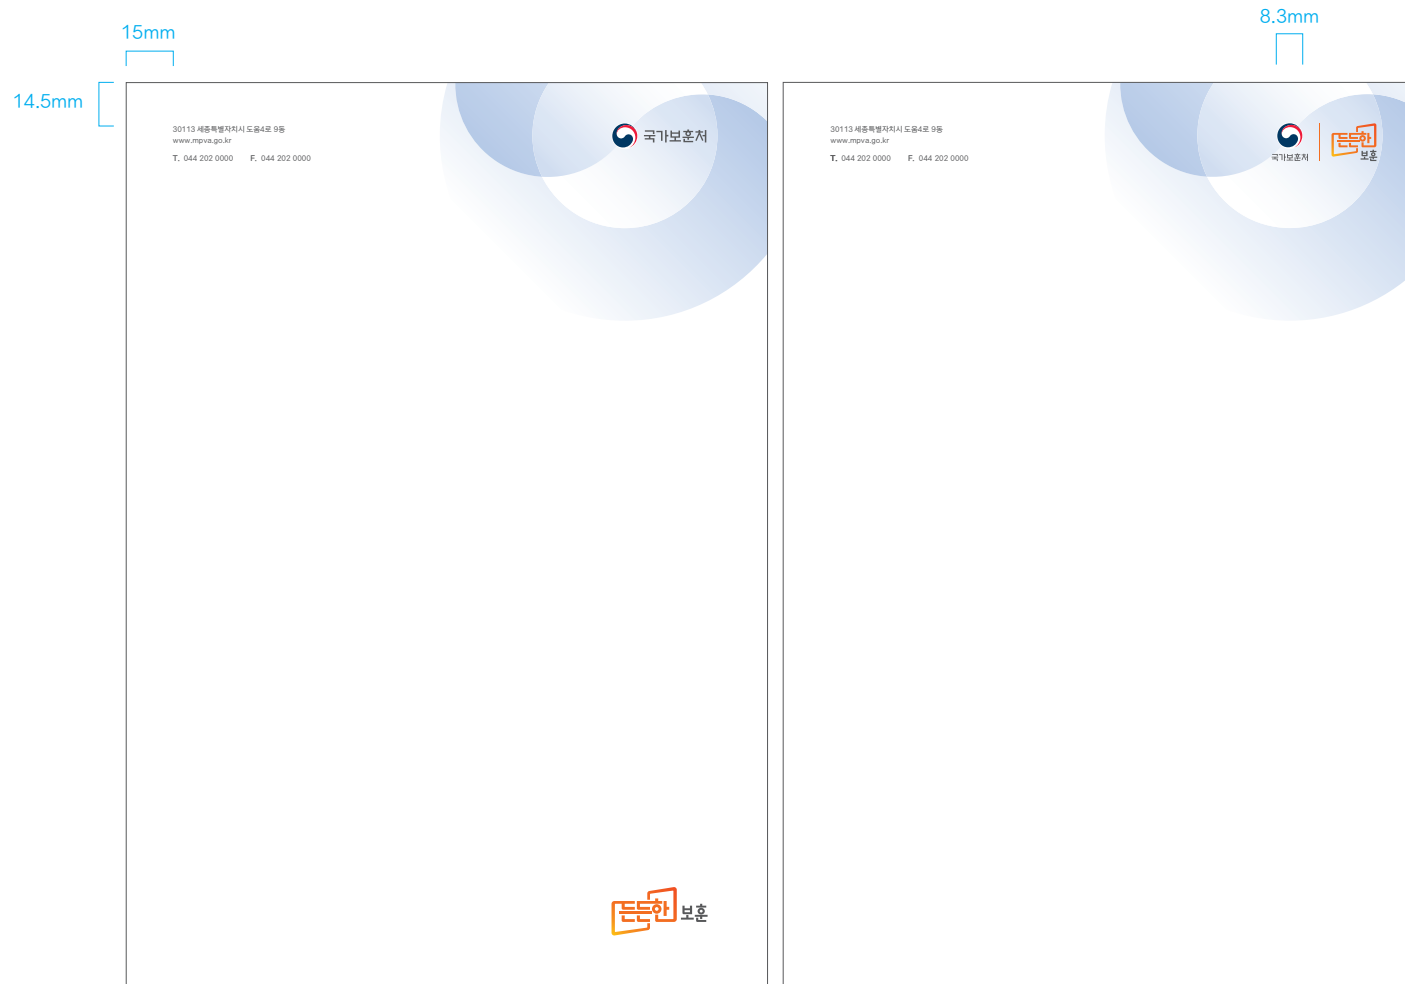 15mm
8.3mm
14.5mm
30113 세종특별자치시 도움4로 9동
www.mpva.go.kr
T. 044 202 0000 F. 044 202 0000
국가보훈처
30113 세종특별자치시 도움4로 9동
www.mpva.go.kr
T. 044 202 0000 F. 044 202 0000
국가보훈처
든든한
보훈
든든한 보훈